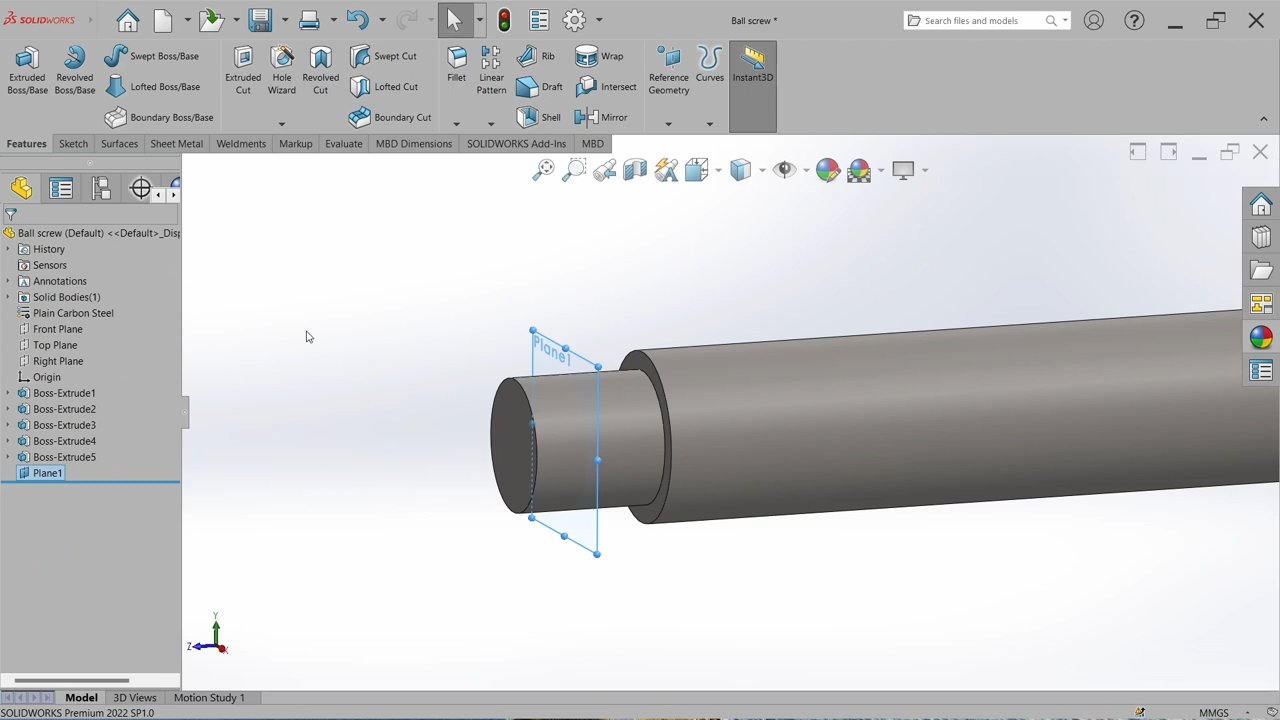 SOLIDWORKS
Ball screw *
Search files and models
Extruded Boss/Base
Revolved Boss/Base
Swept Boss/Base
Lofted Boss/Base
Boundary Boss/Base
Extruded Cut
Hole Wizard
Revolved Cut
Swept Cut
Lofted Cut
Boundary Cut
Fillet
Linear Pattern
Rib
Draft
Shell
Wrap
Intersect
Mirror
Reference Geometry
Curves
Instant3D
Features
Sketch
Surfaces
Sheet Metal
Weldments
Markup
Evaluate
MBD Dimensions
SOLIDWORKS Add-Ins
MBD
Ball screw (Default) <<Default>_Disp
History
Sensors
Annotations
Solid Bodies(1)
Plain Carbon Steel
Front Plane
Top Plane
Right Plane
Origin
Boss-Extrude1
Boss-Extrude2
Boss-Extrude3
Boss-Extrude4
Boss-Extrude5
Plane1
Plane1
Y
Z
X
Model
3D Views
Motion Study 1
SOLIDWORKS Premium 2022 SP1.0
MMGS